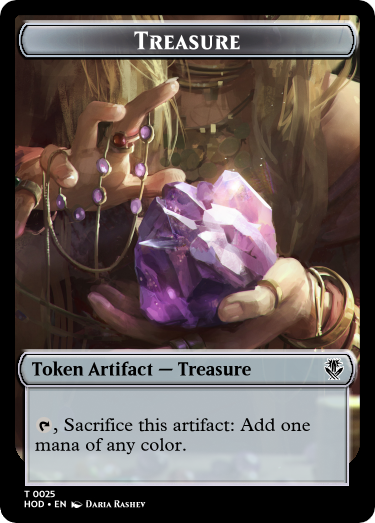 Treasure
Token Artifact — Treasure
, Sacrifice this artifact: Add one
mana of any color.
T 0025
HOD • EN Daria Rashev